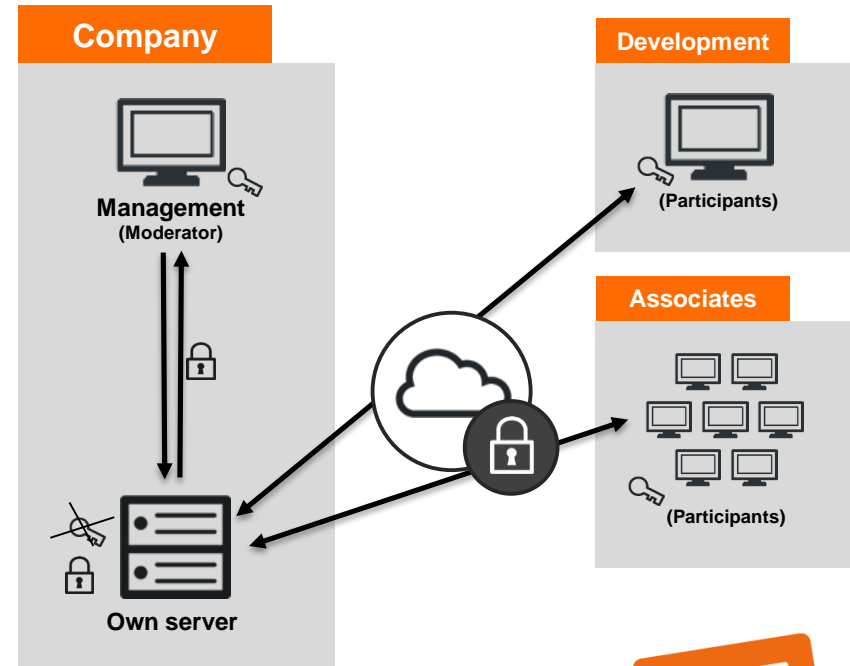 Company
Management
(Moderator)
Own server
Development
(Participants)
Associates
(Participants)